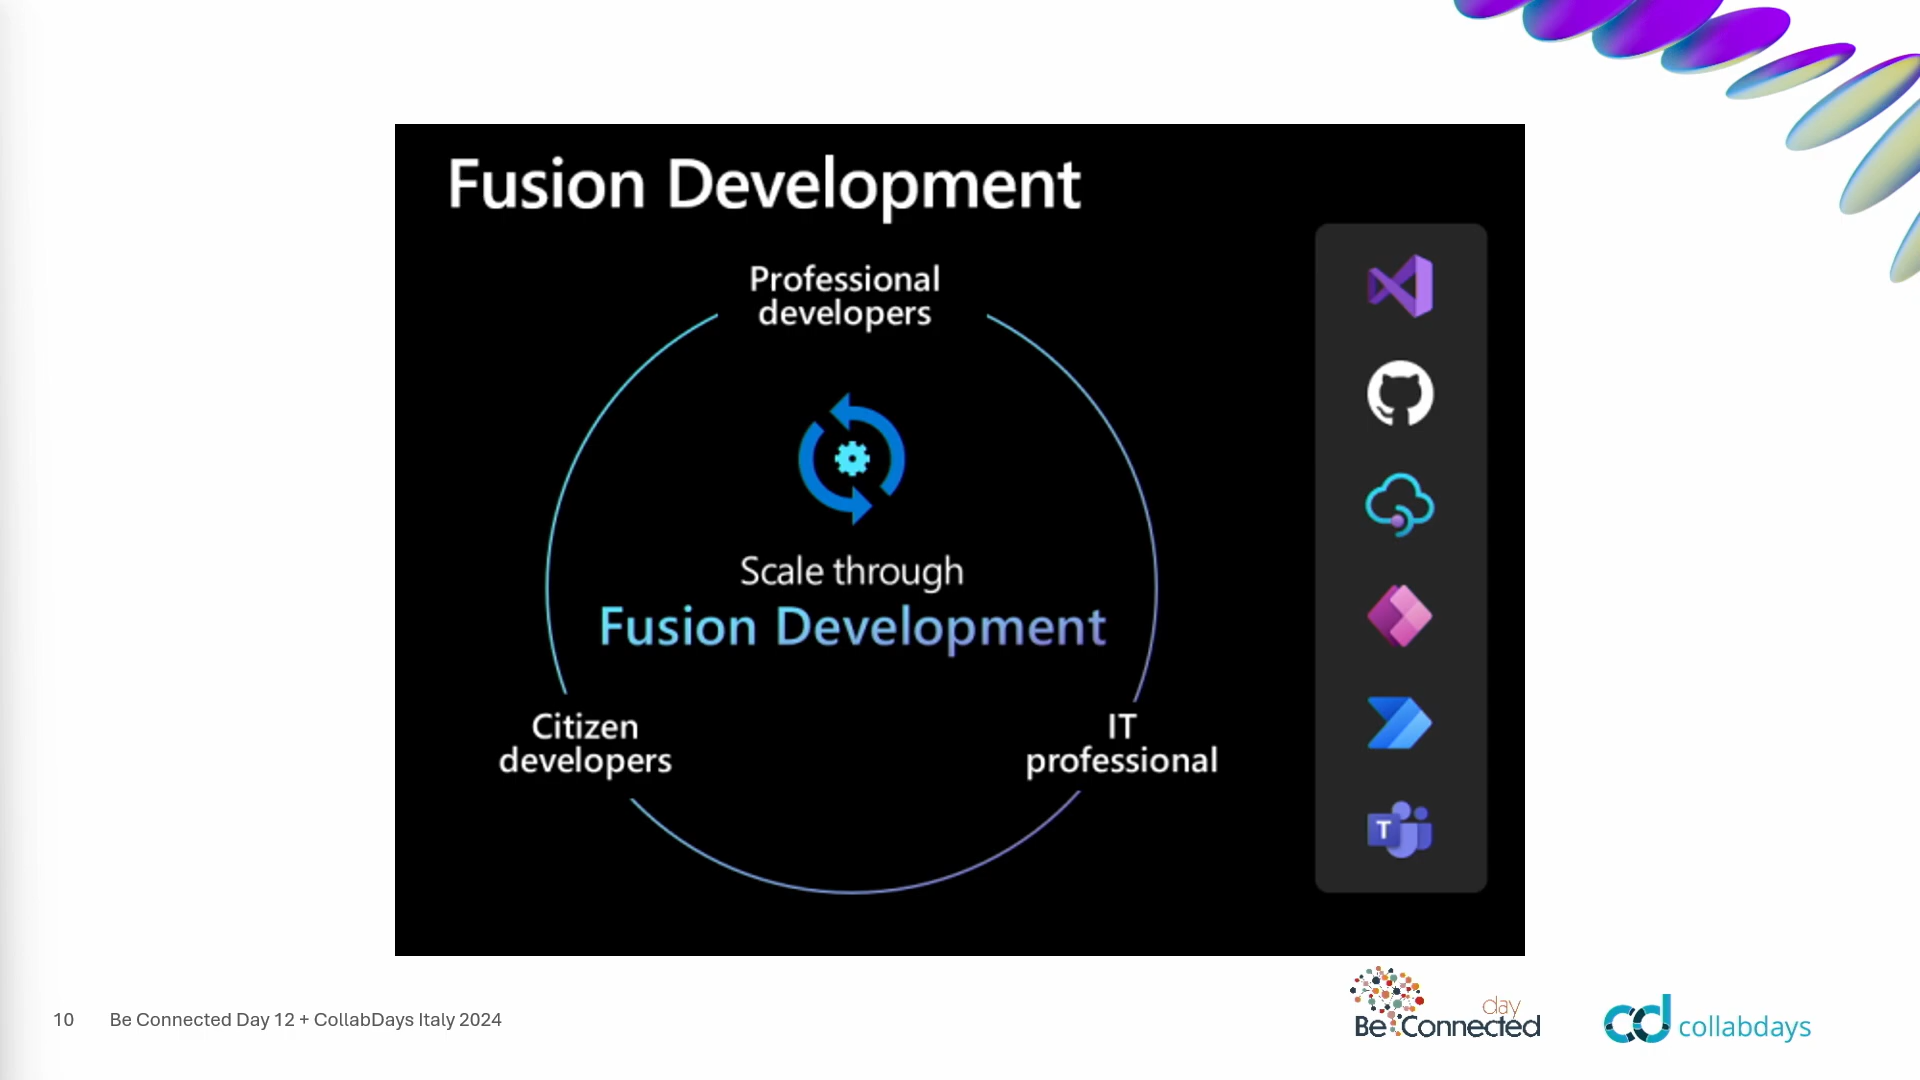 Fusion Development
Professional
developers
Scale through
Fusion Development
Citizen
developers
IT
professional
T
10
Be Connected Day 12 + CollabDays Italy 2024
day
Be Connected
cd collabdays